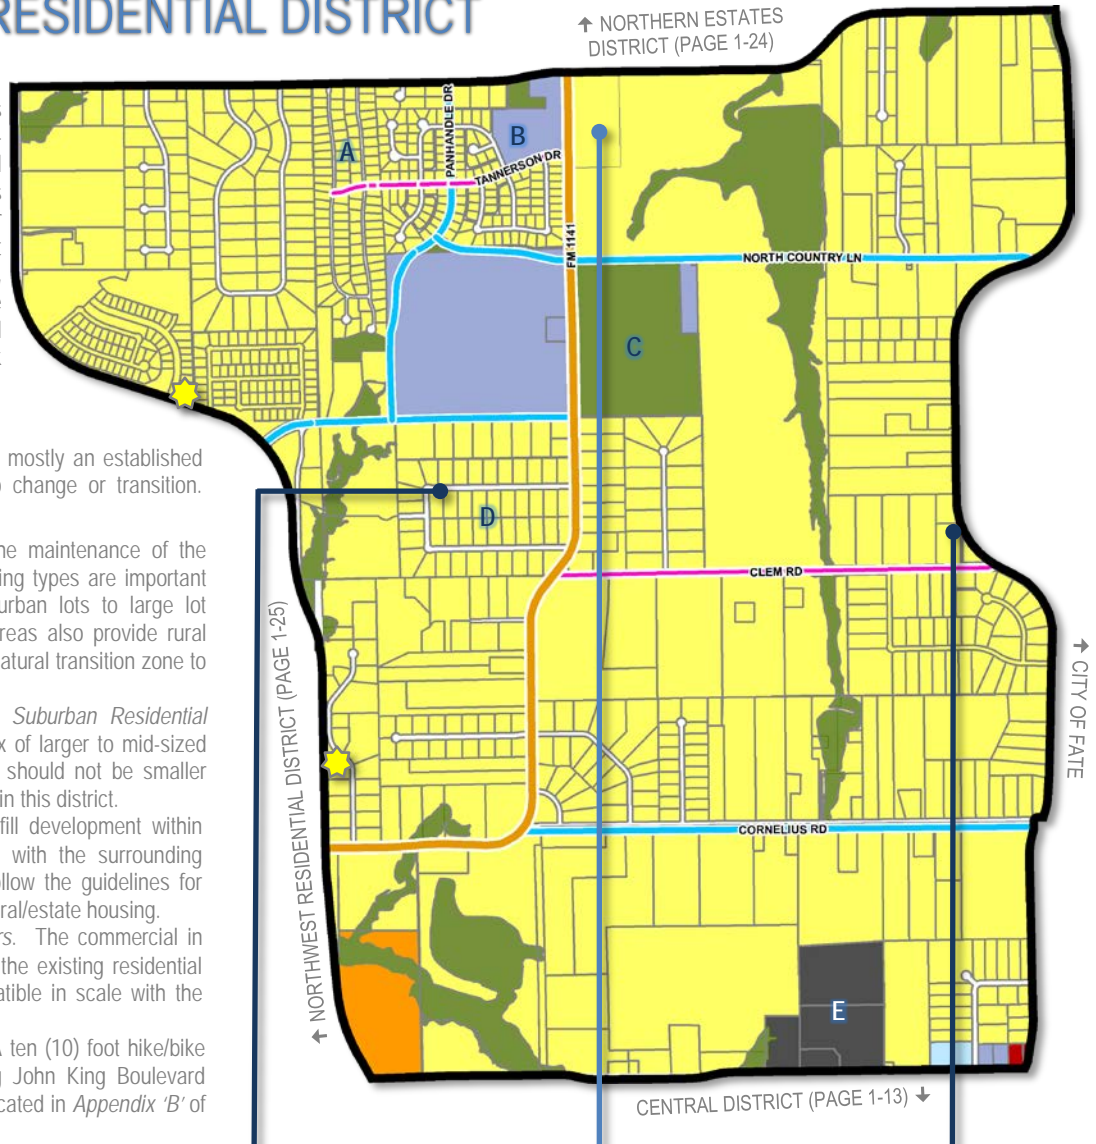 RESIDENTIAL DISTRICT
↑ NORTHERN ESTATES
DISTRICT (PAGE 1-24)
A
B
PANHANDLE DR
TANNERSON DR
FM 1141
NORTH COUNTRY LN
C
D
CLEM RD
CORNELIUS RD
E
↑ NORTHWEST RESIDENTIAL DISTRICT (PAGE 1-25)
↑ CITY OF FATE
CENTRAL DISTRICT (PAGE 1-13) ↓
mostly an established
change or transition.
he maintenance of the
ing types are important
urban lots to large lot
reas also provide rural
atural transition zone to
Suburban Residential
x of larger to mid-sized
should not be smaller
in this district.
fill development within
with the surrounding
ollow the guidelines for
ral/estate housing.
rs. The commercial in
the existing residential
atible in scale with the
A ten (10) foot hike/bike
g John King Boulevard
cated in Appendix ‘B’ of